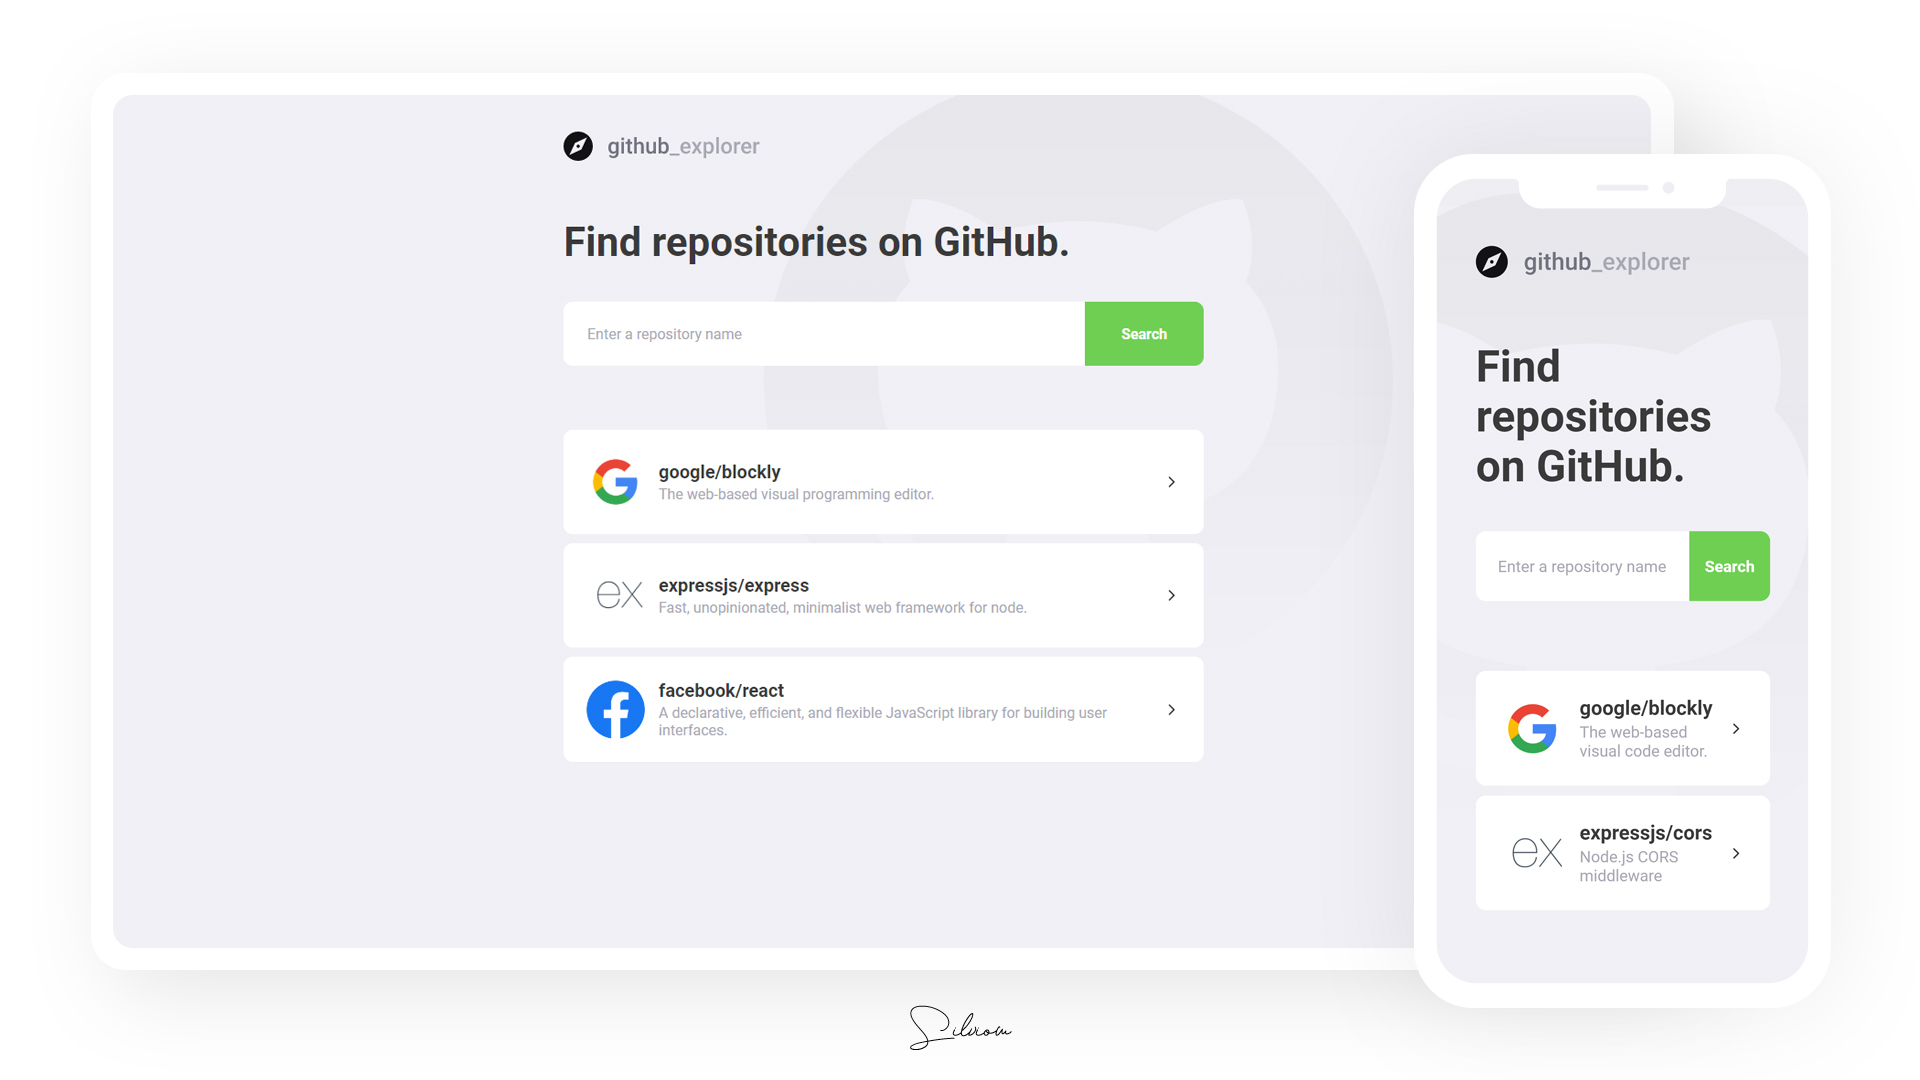 github_explorer
Find repositories on GitHub.
Enter a repository name
Search
google/blockly
The web-based visual programming editor.
ex
expressjs/express
Fast, unopinionated, minimalist web framework for node.
facebook/react
A declarative, efficient, and flexible JavaScript library for building user
interfaces.
github_explorer
Find
repositories
on GitHub.
Enter a repository name
Search
google/blockly
The web-based
visual code editor.
ex
expressjs/cors
Node.js CORS
middleware